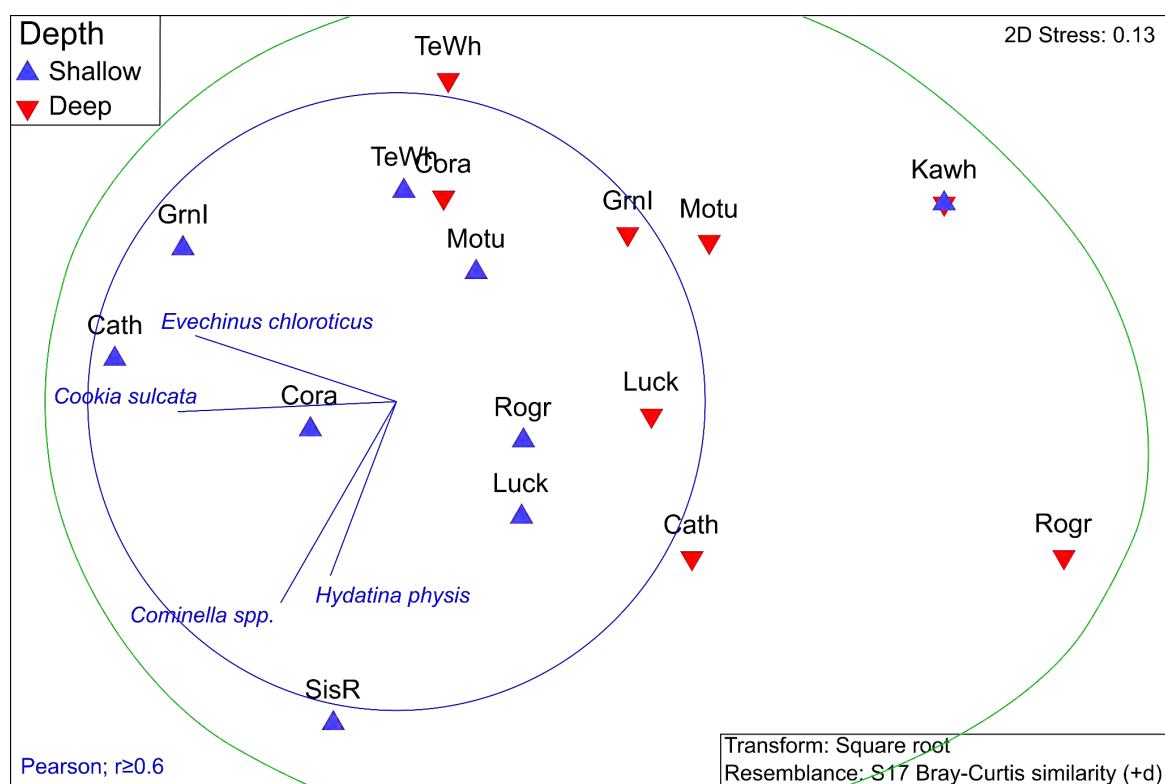 Depth
Shallow
Deep
2D Stress: 0.13
TeWh
TeWh
Cora
Kawh
GrnI
GrnI
Motu
Motu
Evechinus chloroticus
Cath
Cookia sulcata
Cora
Luck
Rogr
Luck
Cath
Rogr
Hydatina physis
Cominella spp.
SisR
Pearson; r≥0.6
Transform: Square root
Resemblance: S17 Bray-Curtis similarity (+d)